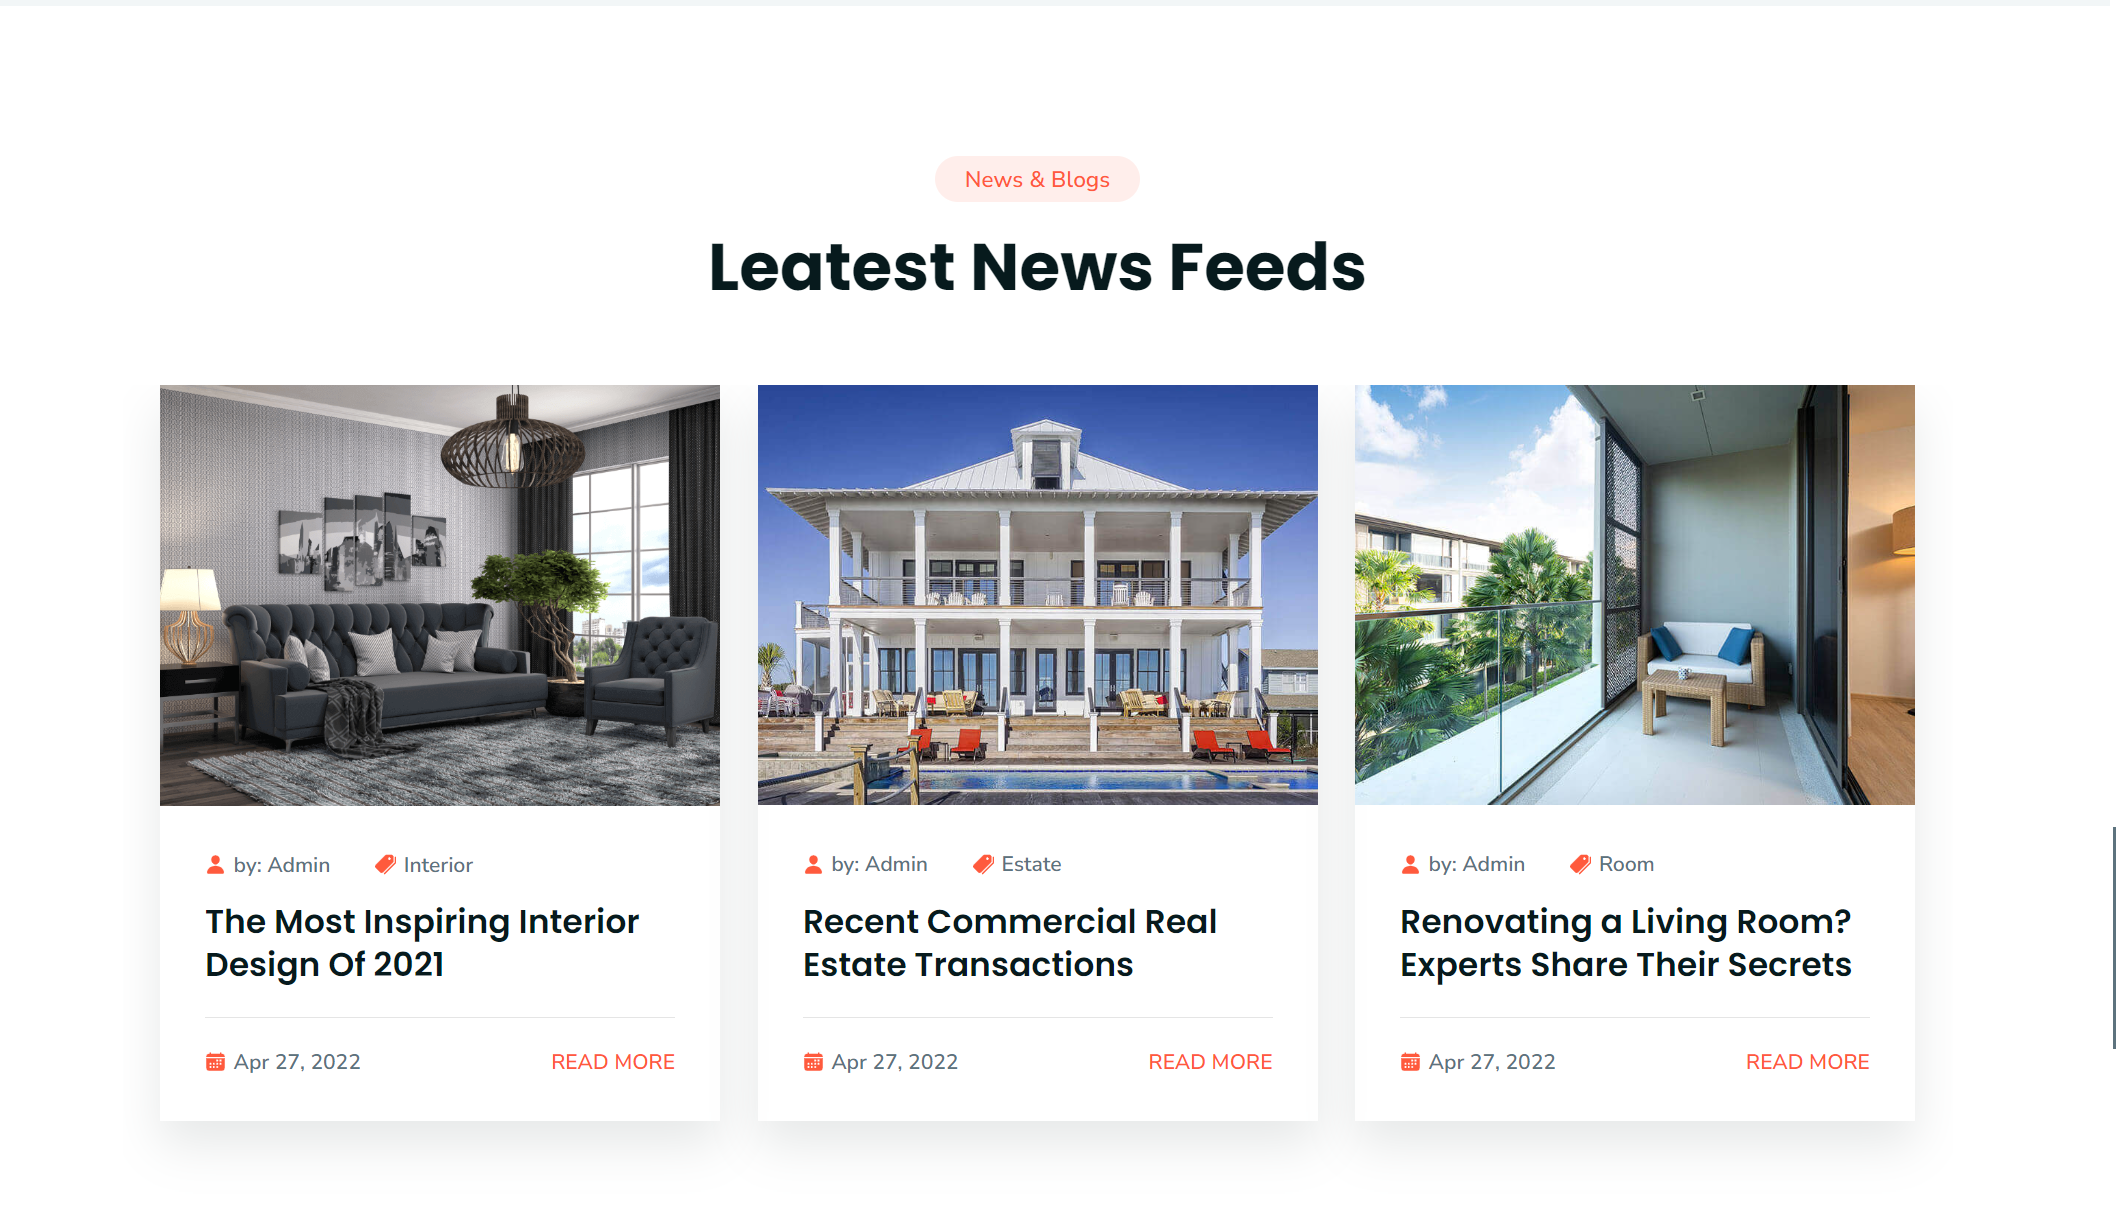 News & Blogs
Leatest News Feeds
by: Admin
Interior
The Most Inspiring Interior
Design Of 2021
Apr 27, 2022
READ MORE
by: Admin
Estate
Recent Commercial Real
Estate Transactions
Apr 27, 2022
READ MORE
by: Admin
Room
Renovating a Living Room?
Experts Share Their Secrets
Apr 27, 2022
READ MORE